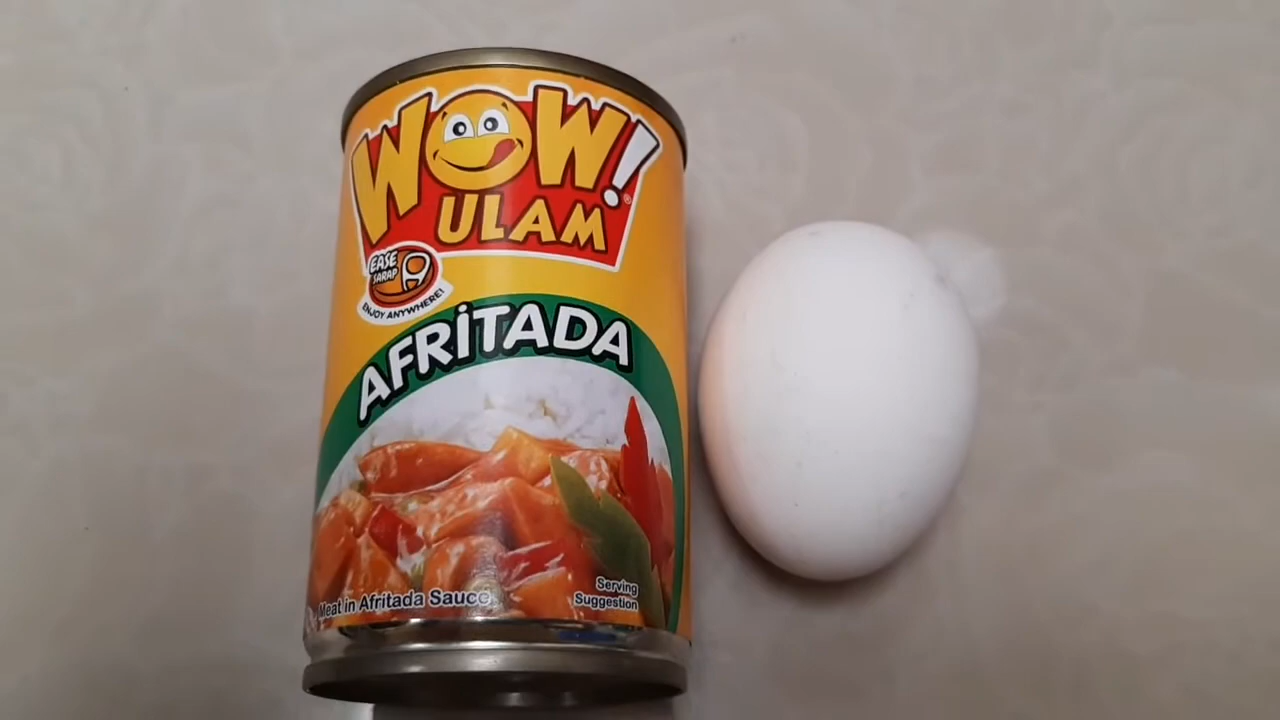 WOW!
ULAM
EASE
SARAP
ENJOY ANYWHERE!
AFRITADA
Meat in Afritada Sauce
Serving
Suggestion